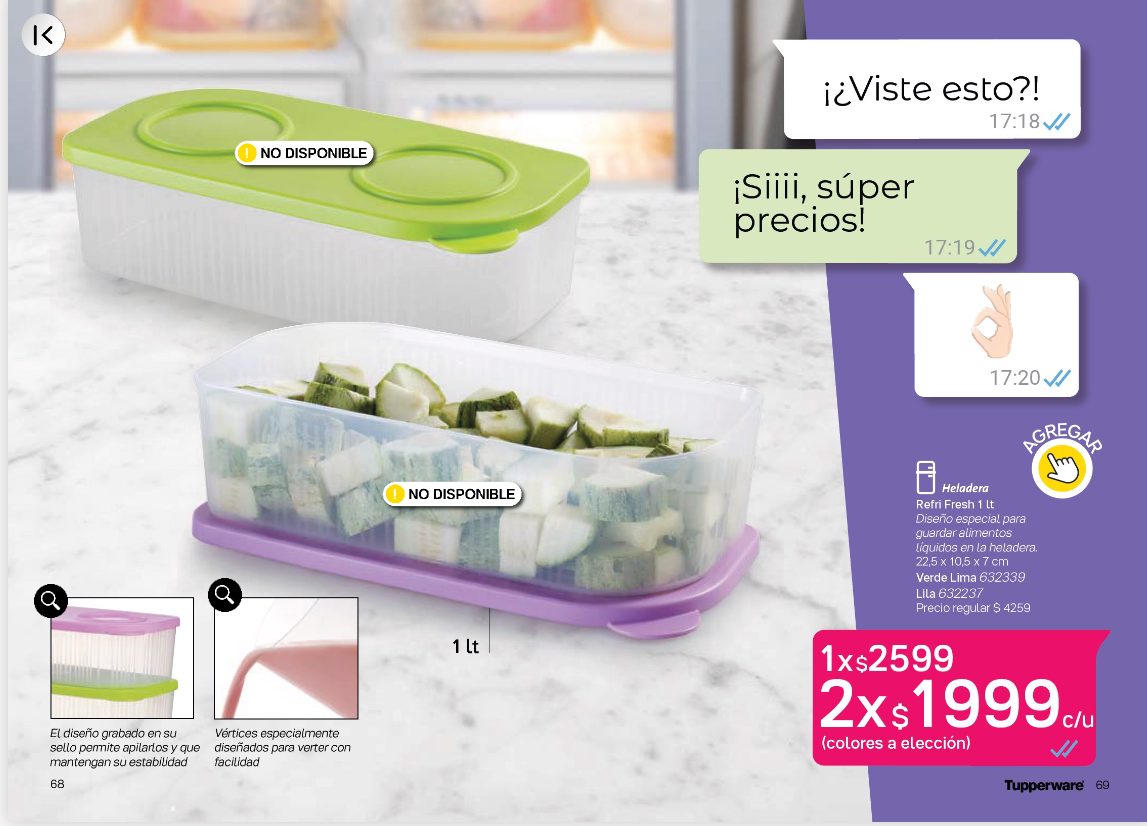 ¡¿Viste esto?!
17:18
¡Siiii, súper
precios!
17:19
17:20
NO DISPONIBLE
NO DISPONIBLE
AGREGAR
Heladera
Refri Fresh 1 lt
Diseño especial para
guardar alimentos
líquidos en la heladera.
22,5 x 10,5 x 7 cm
Verde Lima 632339
Lila 632237
Precio regular $ 4259
1 lt
1x$2599
2x$1999c/u
(colores a elección)
El diseño grabado en su
sello permite apilarlos y que
mantengan su estabilidad
Vértices especialmente
diseñados para verter con
facilidad
68
Tupperware 69